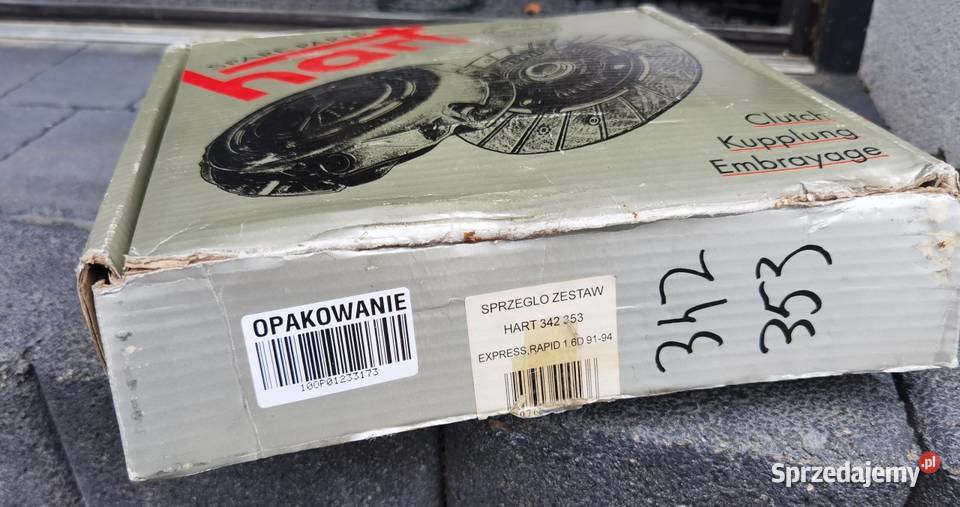 SPARE PARTS
hart
Clutch
Kupplung
Embrayage
OPAKOWANIE
100P01233173
SPRZEGLO ZESTAW
HART 342 353
EXPRESS,RAPID 1.6D 91-94
342
353
Sprzedajemy.pl